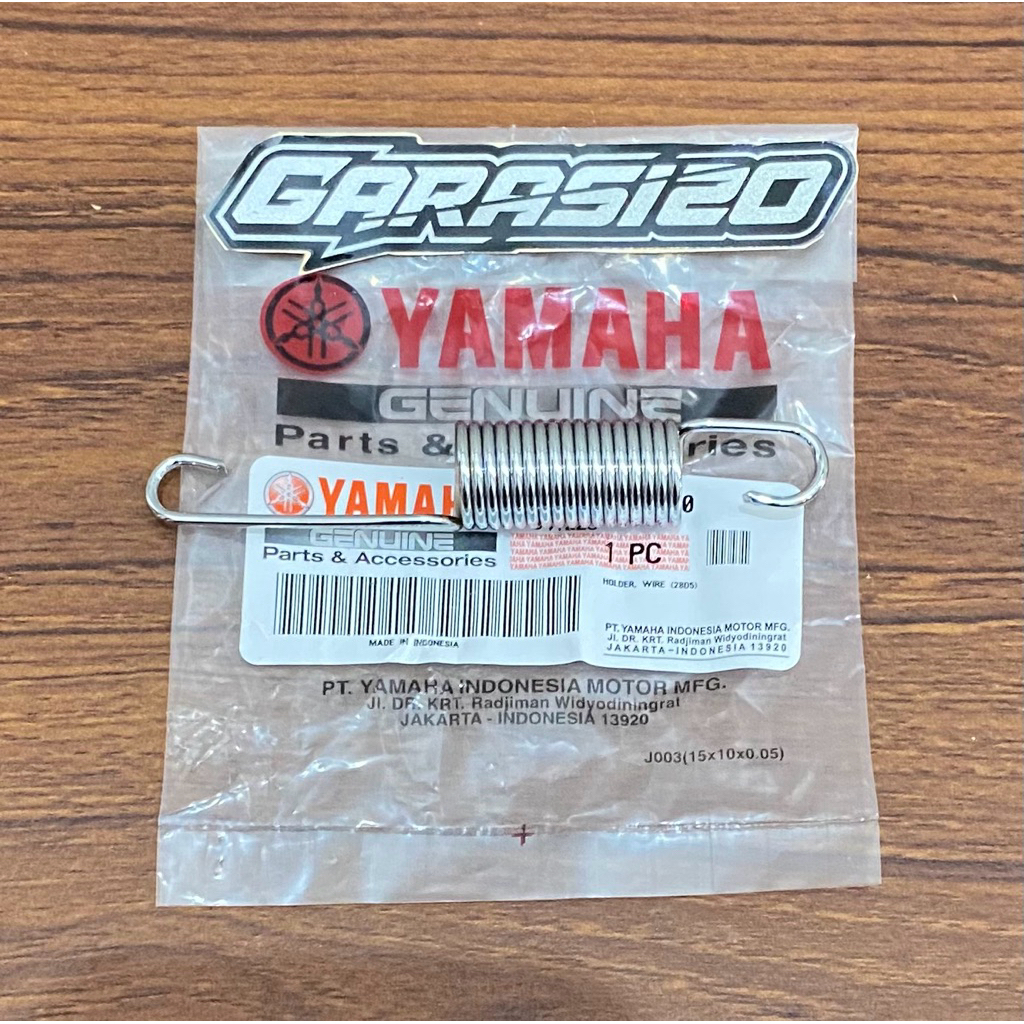 GARASI20
YAMAHA
GENUINE
Parts &
YAMAH
0
GENUINE
Parts & Accessories
1 PC
HOLDER, WIRE (28D5)
MADE IN INDONESIA
PT. YAMAHA INDONESIA MOTOR MFG.
Jl. DR. KRT. Radjiman Widyodiningrat
JAKARTA-INDONESIA 13920
PT. YAMAHA INDONESIA MOTOR MFG.
Jl. DR. KRT. Radjiman Widyodiningrat
JAKARTA - INDONESIA 13920
J003(15x10x0.05)